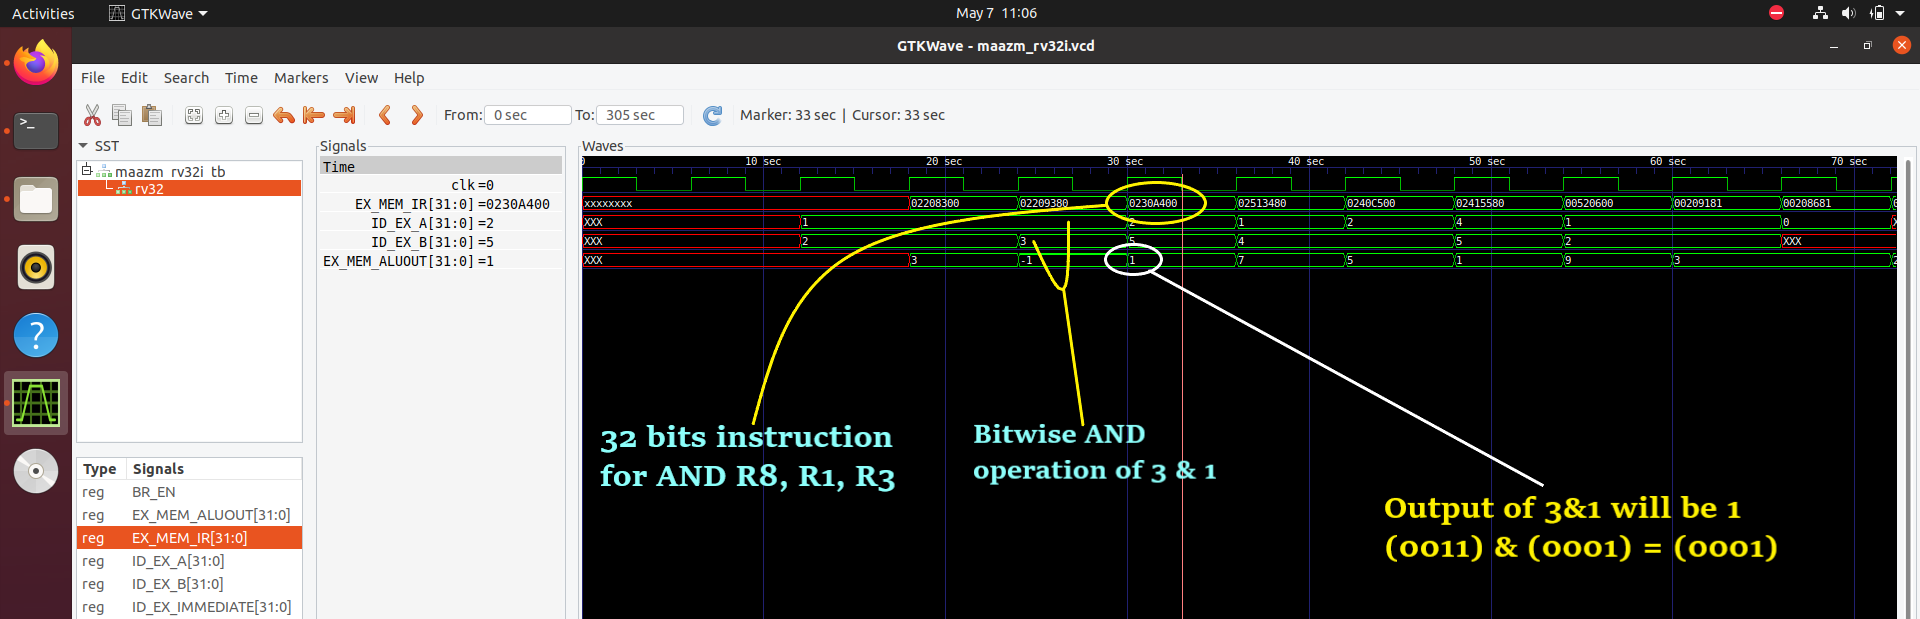 Activities GTKWave May 7 11:06
GTKWave - maazm_rv32i.vcd
File Edit Search Time Markers View Help
From: 0 sec To: 305 sec Marker: 33 sec | Cursor: 33 sec
SST
maazm_rv32i_tb
rv32
Type Signals
reg BR_EN
reg EX_MEM_ALUOUT[31:0]
reg EX_MEM_IR[31:0]
reg ID_EX_A[31:0]
reg ID_EX_B[31:0]
reg ID_EX_IMMEDIATE[31:0]
Signals
Time
clk=0
EX_MEM_IR[31:0]=0230A400
ID_EX_A[31:0]=2
ID_EX_B[31:0]=5
EX_MEM_ALUOUT[31:0]=1
Waves
10 sec 20 sec 30 sec 40 sec 50 sec 60 sec 70 sec
xxxxxxxx 02208300 02209380 0230A400 02513480 0240C500 02415580 00520600 00209181 00208681
XXX 1 2 1 2 4 1 0
XXX 2 3 5 4 5 2 XXX
XXX 3 -1 1 7 5 1 9 3 2
32 bits instruction
for AND R8, R1, R3
Bitwise AND
operation of 3 & 1
Output of 3&1 will be 1
(0011) & (0001) = (0001)